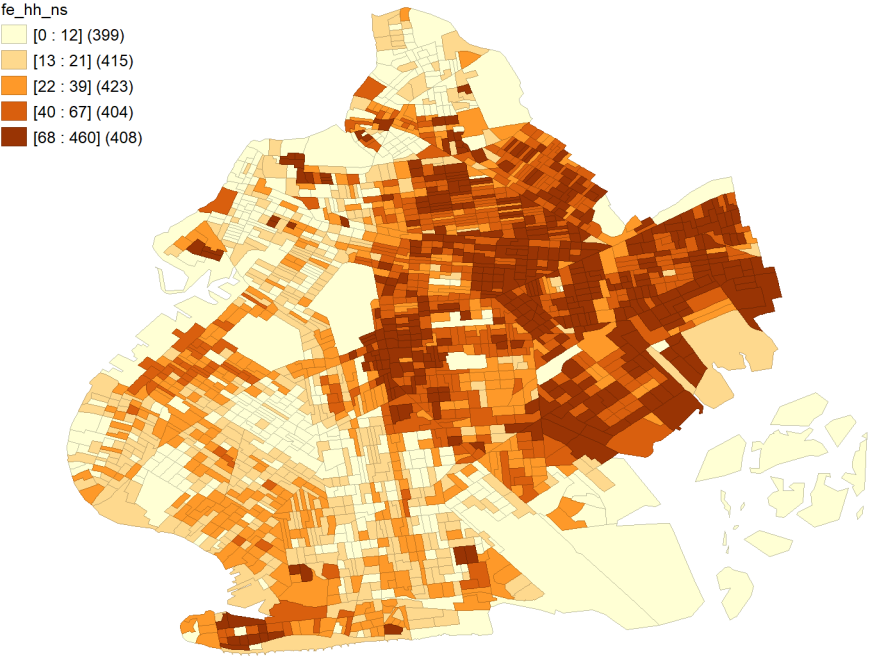 fe_hh_ns
[0 : 12] (399)
[13 : 21] (415)
[22 : 39] (423)
[40 : 67] (404)
[68 : 460] (408)